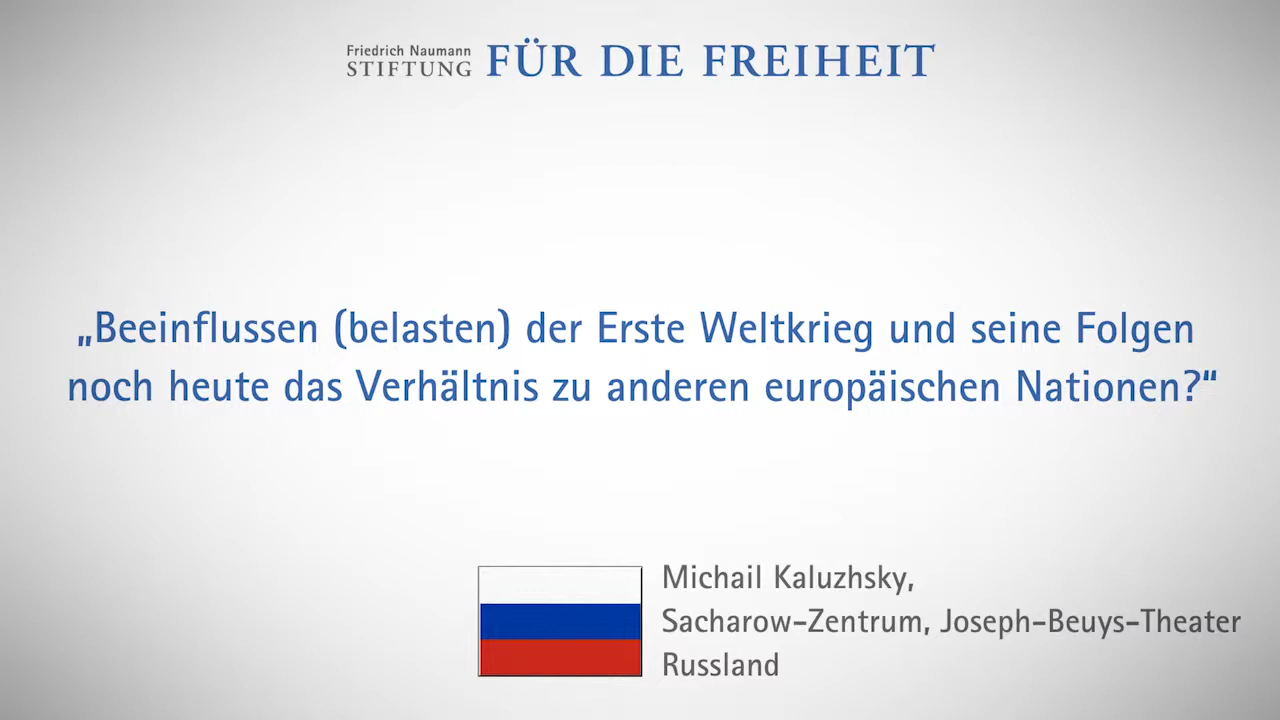 Friedrich Naumann
STIFTUNG FÜR DIE FREIHEIT
„Beeinflussen (belasten) der Erste Weltkrieg und seine Folgen
noch heute das Verhältnis zu anderen europäischen Nationen?“
Michail Kaluzhsky,
Sacharow-Zentrum, Joseph-Beuys-Theater
Russland